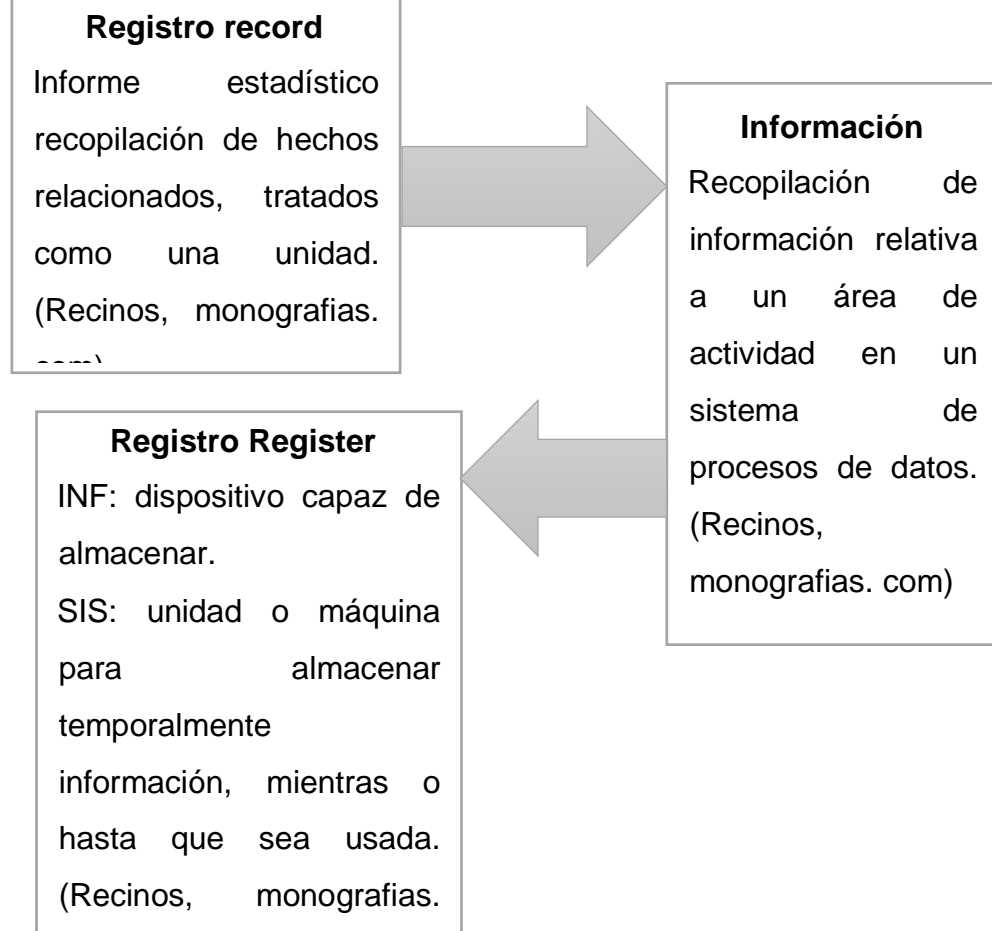 Registro record
Informe estadístico
recopilación de hechos
relacionados, tratados
como una unidad.
(Recinos, monografias.
Información
Recopilación de
información relativa
a un área de
actividad en un
sistema de
procesos de datos.
(Recinos,
monografias. com)
Registro Register
INF: dispositivo capaz de
almacenar.
SIS: unidad o máquina
para almacenar
temporalmente
información, mientras o
hasta que sea usada.
(Recinos, monografias.